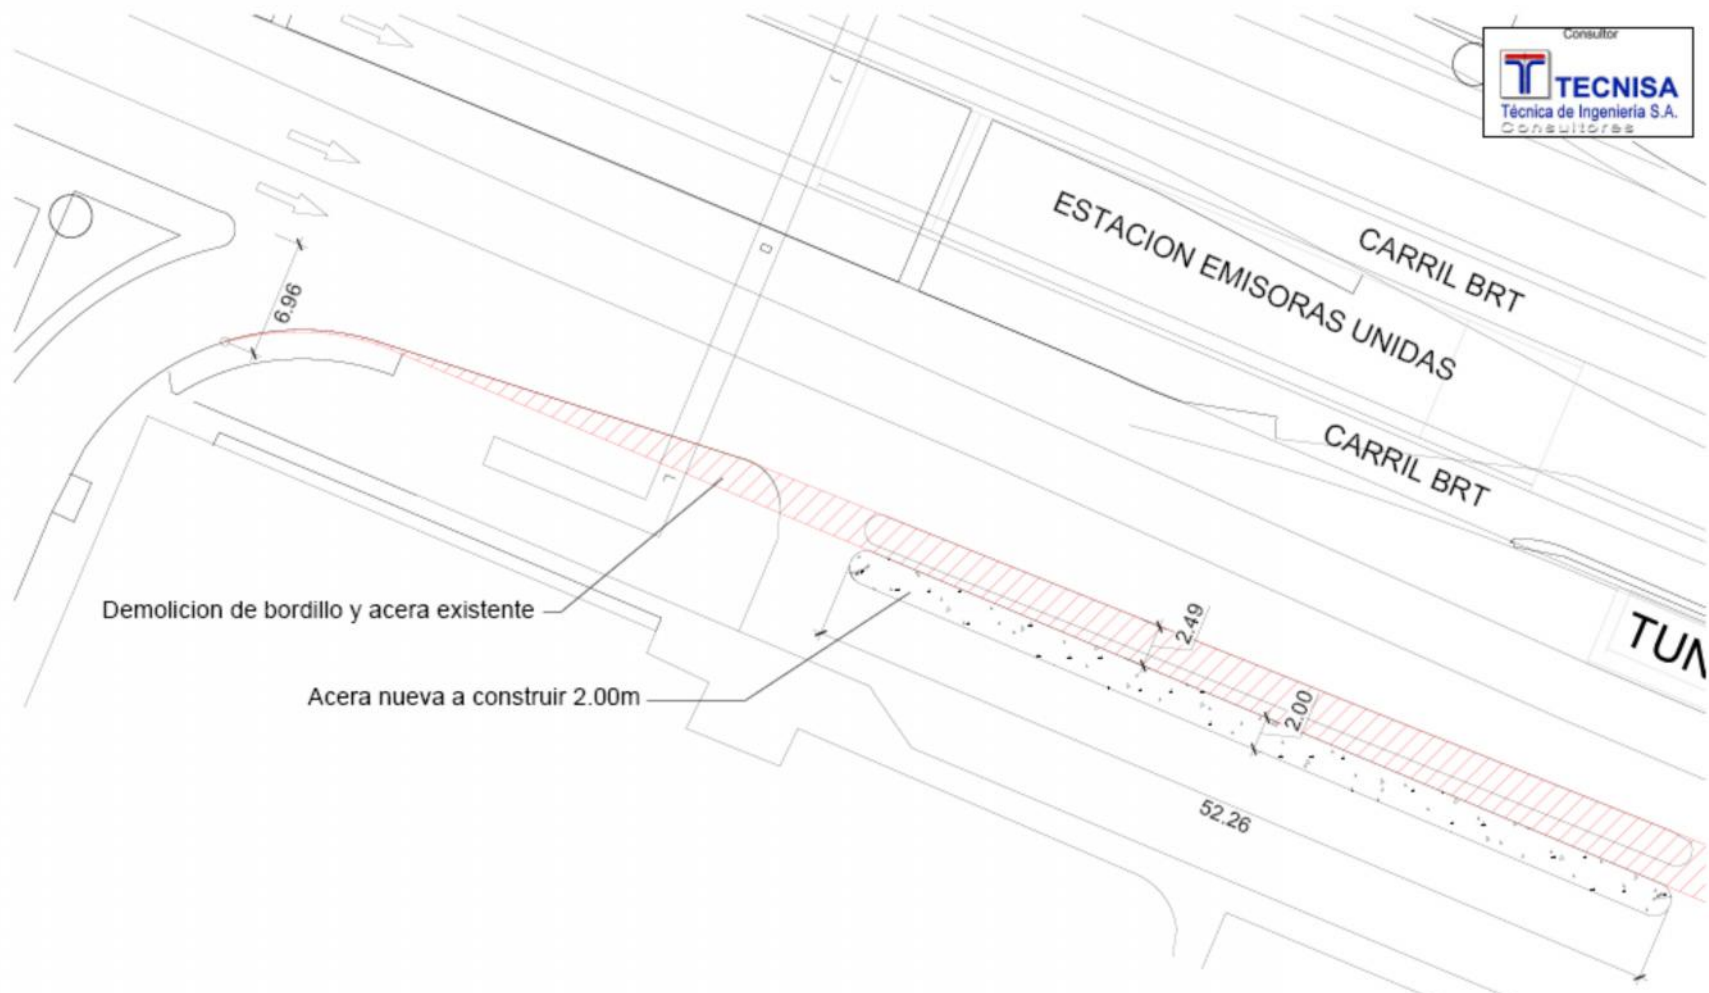 Consultor
TECNISA
Técnica de Ingeniería S.A.
Consultores
ESTACION EMISORAS UNIDAS
CARRIL BRT
6.96
CARRIL BRT
Demolicion de bordillo y acera existente
2.49
TUN
Acera nueva a construir 2.00m
2.00
52.26